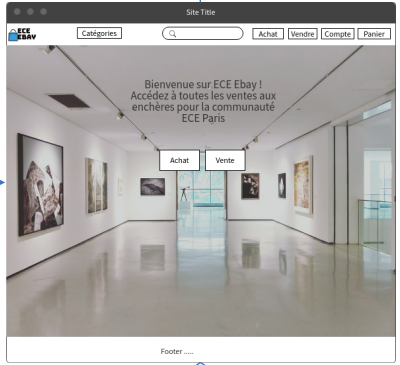 Site Title
ECE
EBAY
Catégories
Achat
Vendre
Compte
Panier
Bienvenue sur ECE Ebay !
Accédez à toutes les ventes aux
enchères pour la communauté
ECE Paris
Achat
Vente
Footer .....